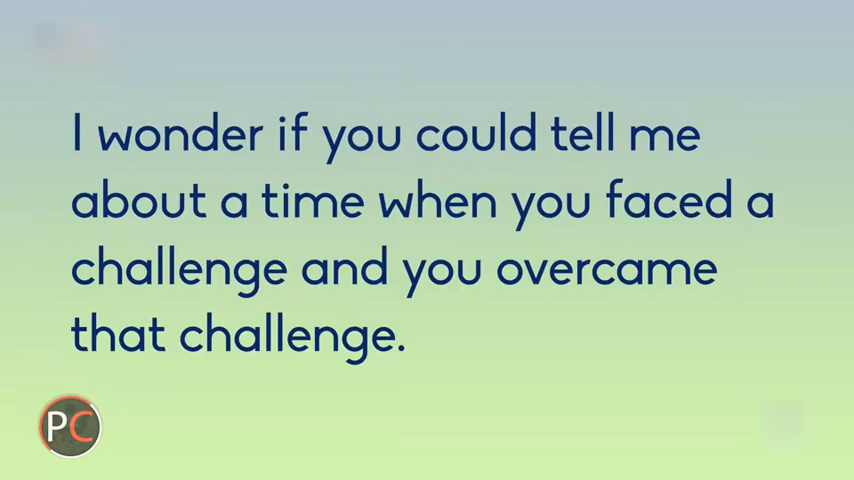 I wonder if you could tell me
about a time when you faced a
challenge and you overcame
that challenge.
PC